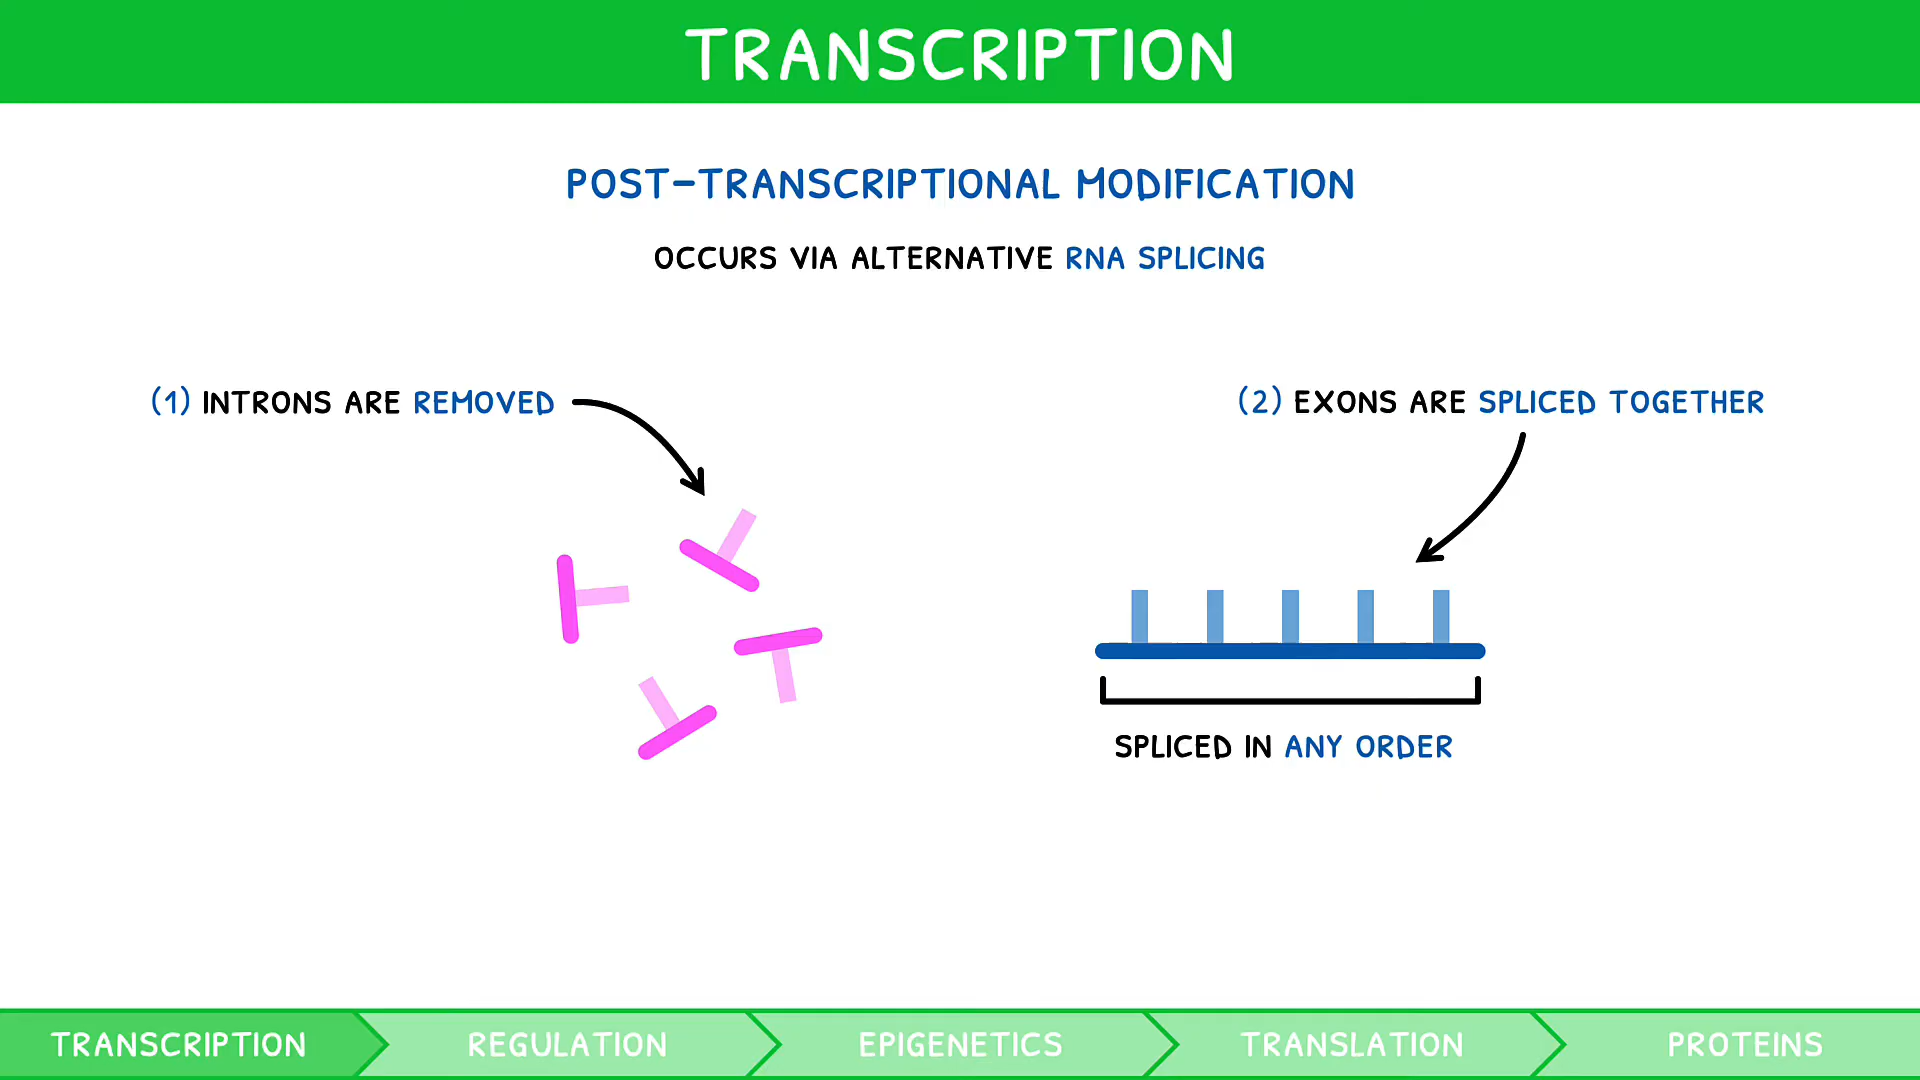 TRANSCRIPTION
POST-TRANSCRIPTIONAL MODIFICATION
OCCURS VIA ALTERNATIVE RNA SPLICING
(1) INTRONS ARE REMOVED
(2) EXONS ARE SPLICED TOGETHER
SPLICED IN ANY ORDER
TRANSCRIPTION
REGULATION
EPIGENETICS
TRANSLATION
PROTEINS